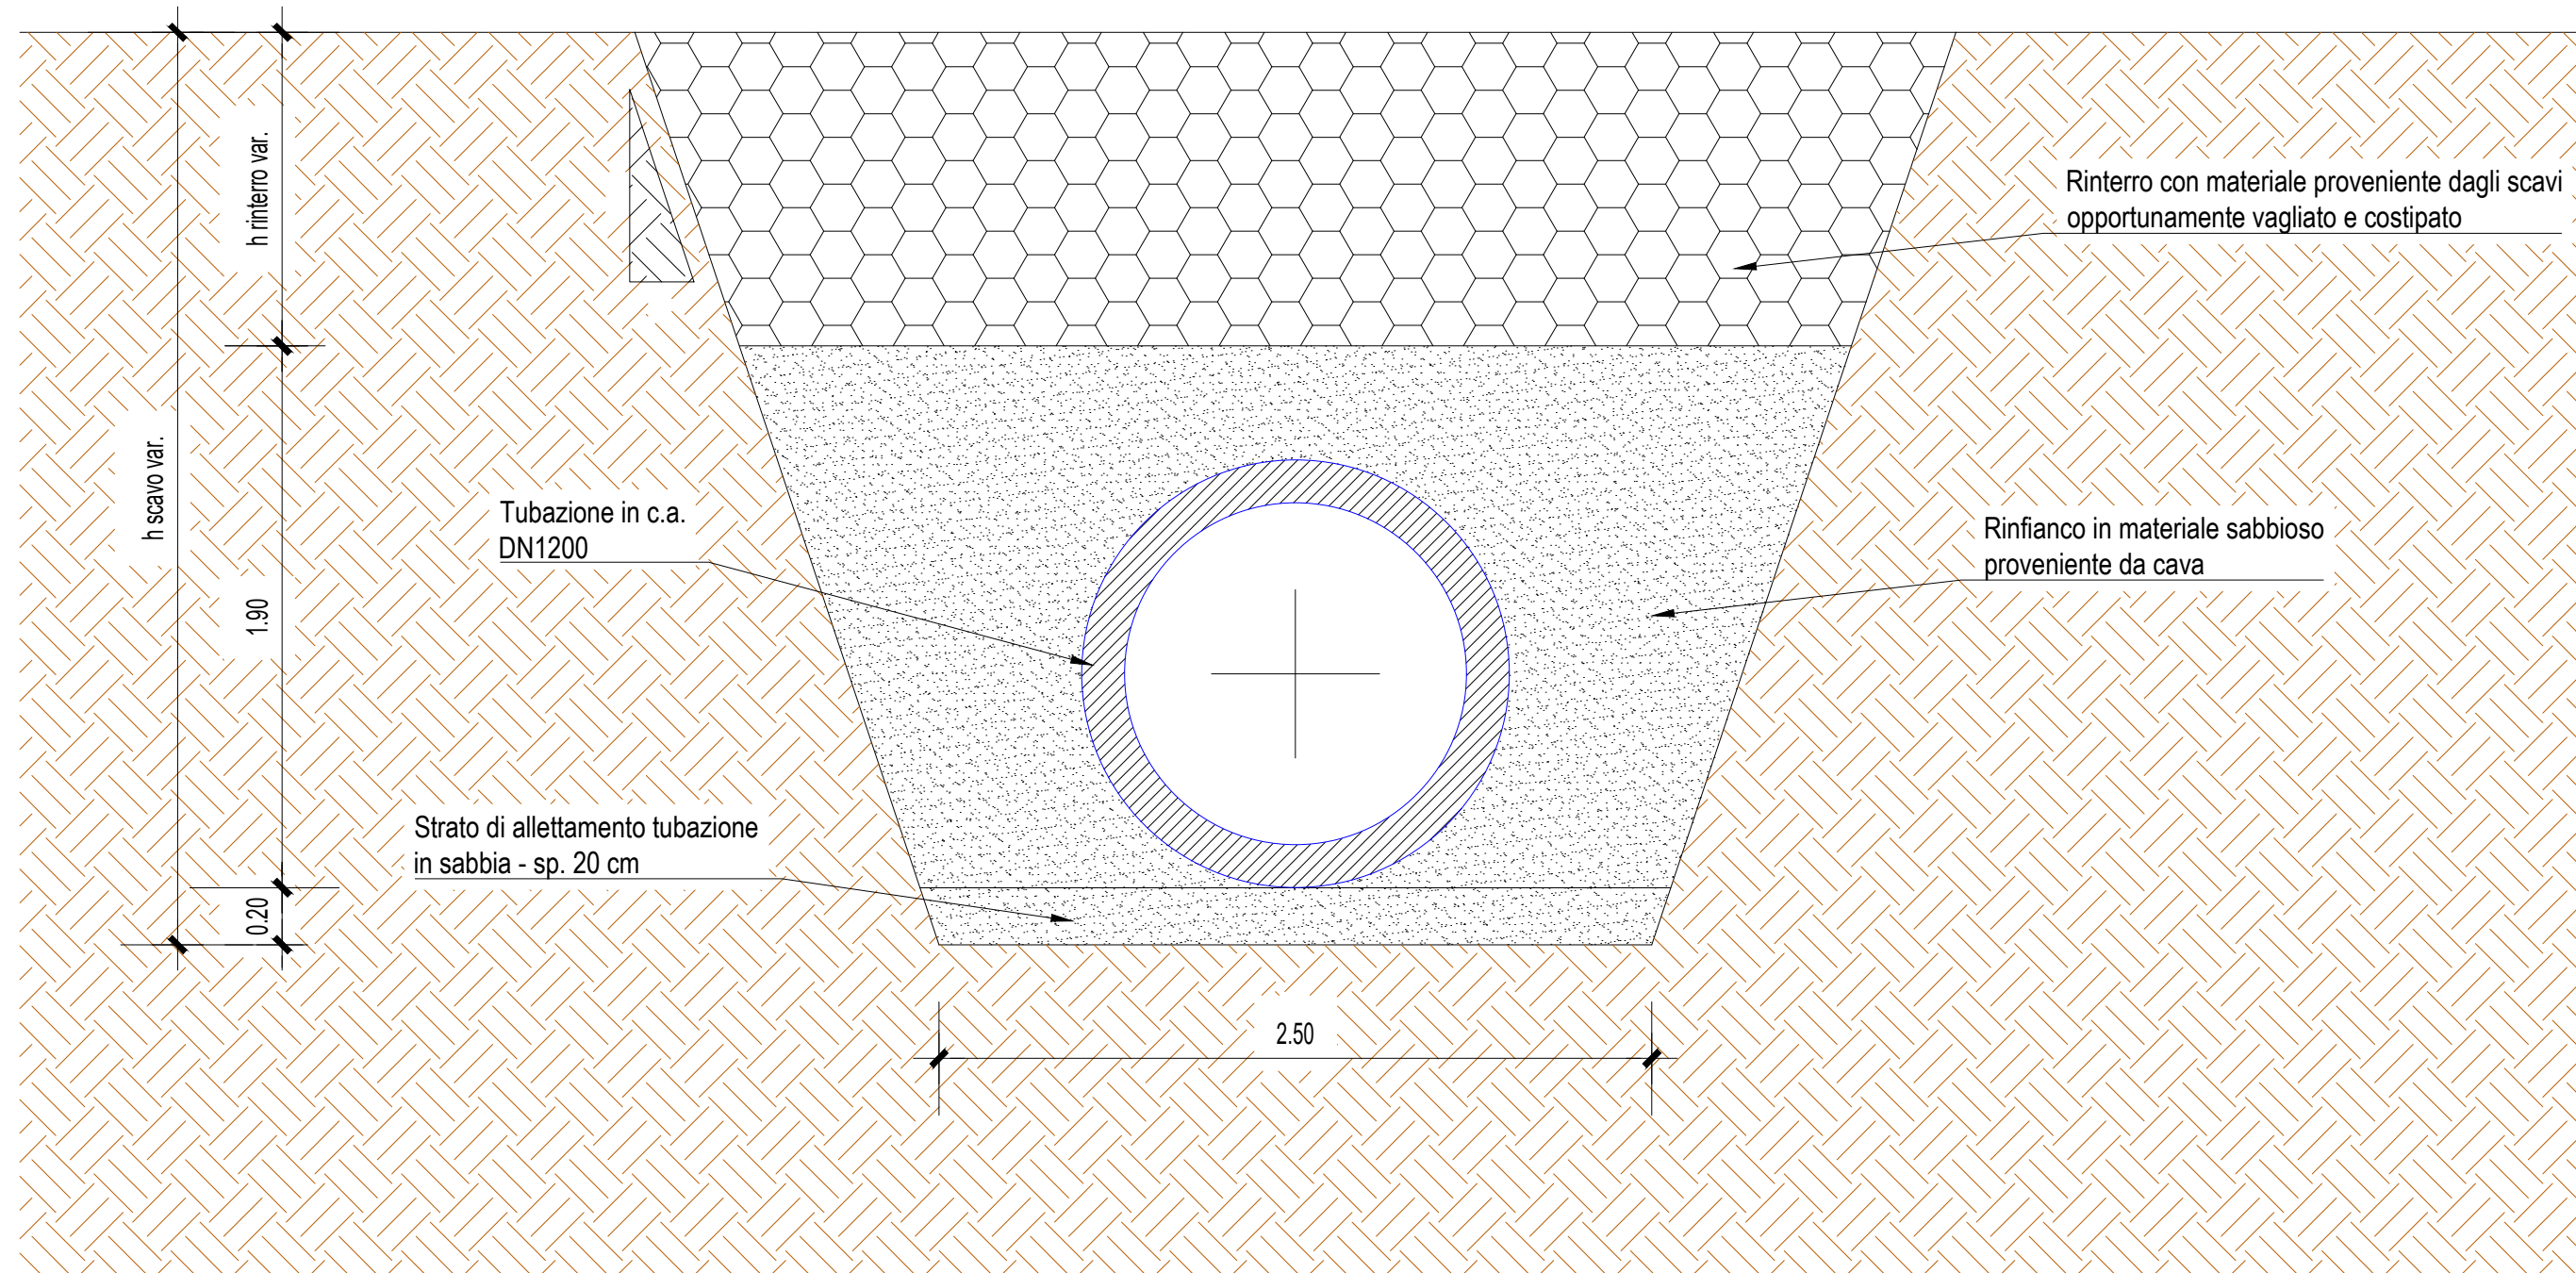 h rinterro var.
Rinterro con materiale proveniente dagli scavi
opportunamente vagliato e costipato
h scavo var.
Tubazione in c.a.
DN1200
Rinfianco in materiale sabbioso
proveniente da cava
1.90
Strato di allettamento tubazione
in sabbia - sp. 20 cm
0.20
2.50